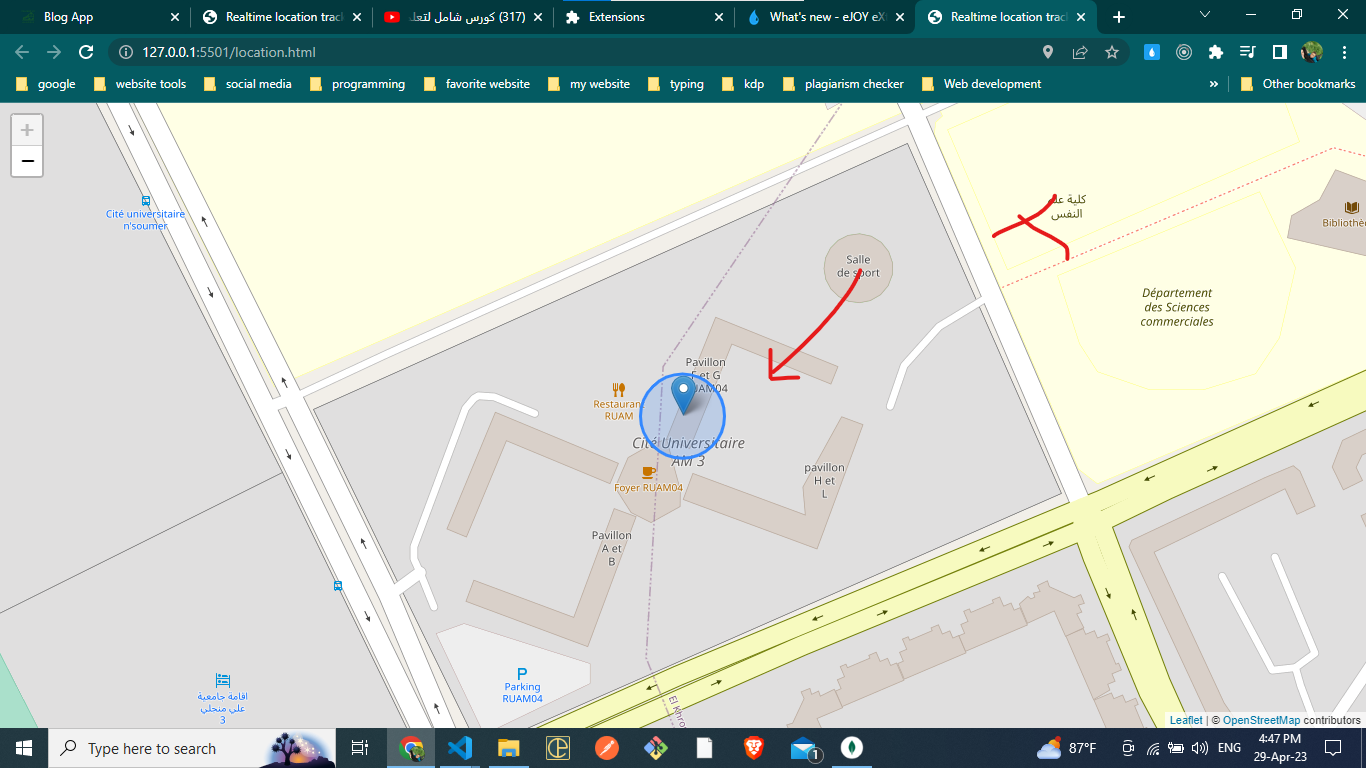 Blog App
Realtime location trac
(317) كورس شامل لتعل
Extensions
What's new - eJOY eX
Realtime location trac
127.0.0.1:5501/location.html
google
website tools
social media
programming
favorite website
my website
typing
kdp
plagiarism checker
Web development
»
Other bookmarks
+
−
Cité universitaire
n'soumer
كلية علم
النفس
Bibliothè
Salle
de sport
Département
des Sciences
commerciales
Pavillon
F et G
RUAM04
Restaurant
RUAM
Cité Universitaire
AM 3
Foyer RUAM04
pavillon
H et
L
Pavillon
A et
B
P
Parking
RUAM04
اقامة جامعية
علي منجلي
3
El Khro
Leaflet | © OpenStreetMap contributors
Type here to search
1
87°F
ENG
4:47 PM
29-Apr-23